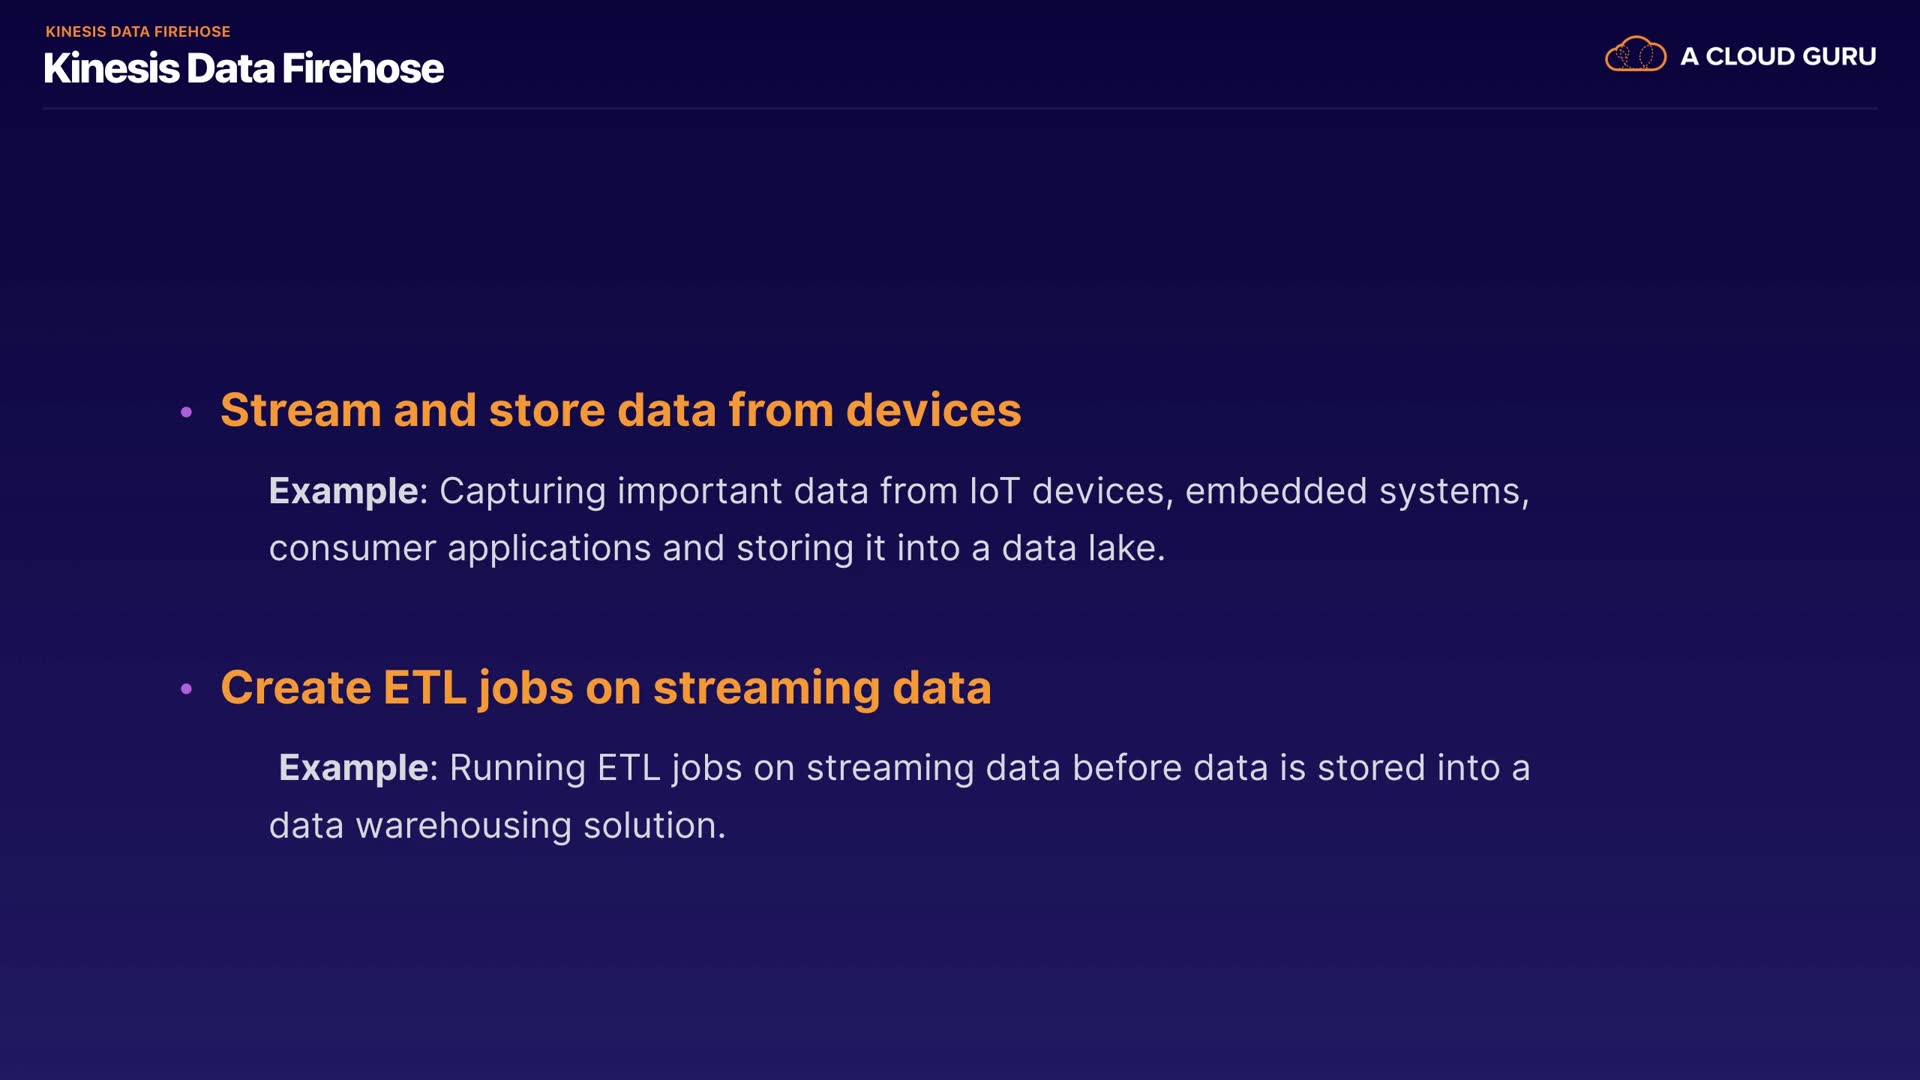 KINESIS DATA FIREHOSE
Kinesis Data Firehose
A CLOUD GURU
• Stream and store data from devices
Example: Capturing important data from IoT devices, embedded systems,
consumer applications and storing it into a data lake.
• Create ETL jobs on streaming data
Example: Running ETL jobs on streaming data before data is stored into a
data warehousing solution.